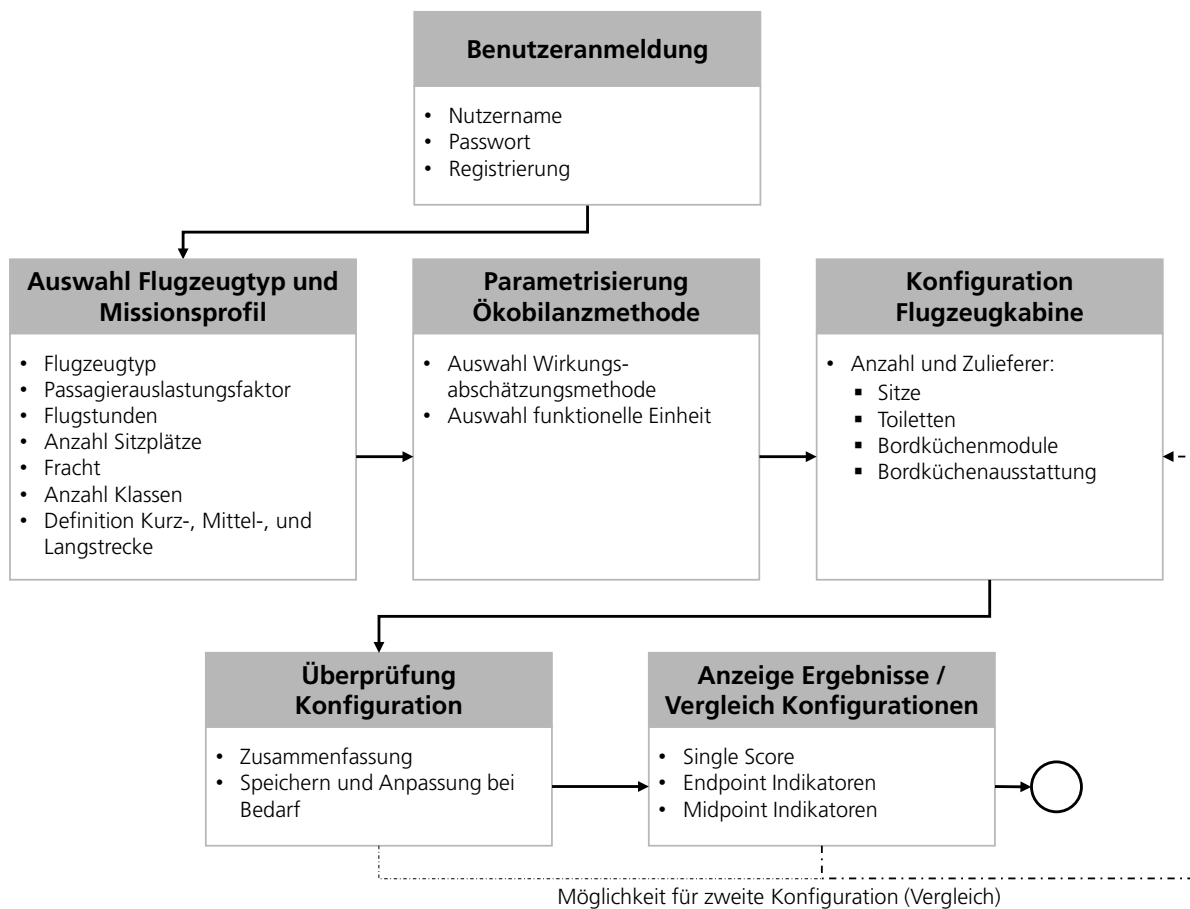 Benutzeranmeldung
• Nutzername
• Passwort
• Registrierung
Auswahl Flugzeugtyp und
Missionsprofil
• Flugzeugtyp
• Passagierauslastungsfaktor
• Flugstunden
• Anzahl Sitzplätze
• Fracht
• Anzahl Klassen
• Definition Kurz-, Mittel-, und
Langstrecke
Parametrisierung
Ökobilanzmethode
• Auswahl Wirkungs-
abschätzungsmethode
• Auswahl funktionelle Einheit
Konfiguration
Flugzeugkabine
• Anzahl und Zulieferer:
▪ Sitze
▪ Toiletten
▪ Bordküchenmodule
▪ Bordküchenausstattung
Überprüfung
Konfiguration
• Zusammenfassung
• Speichern und Anpassung bei
Bedarf
Anzeige Ergebnisse /
Vergleich Konfigurationen
• Single Score
• Endpoint Indikatoren
• Midpoint Indikatoren
Möglichkeit für zweite Konfiguration (Vergleich)